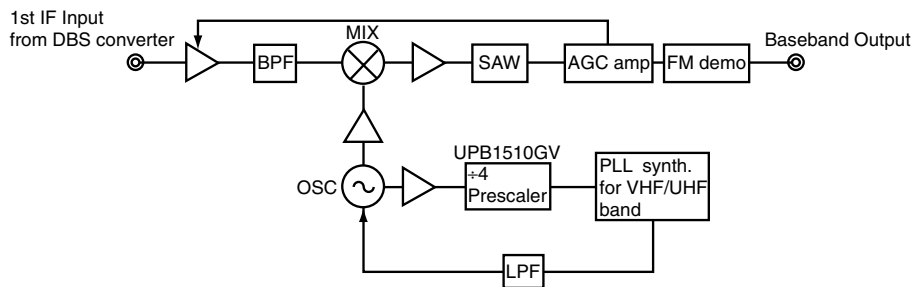 1st IF Input
from DBS converter
MIX
Baseband Output
BPF
SAW
AGC amp
FM demo
OSC
UPB1510GV
÷4
Prescaler
PLL synth.
for VHF/UHF
band
LPF